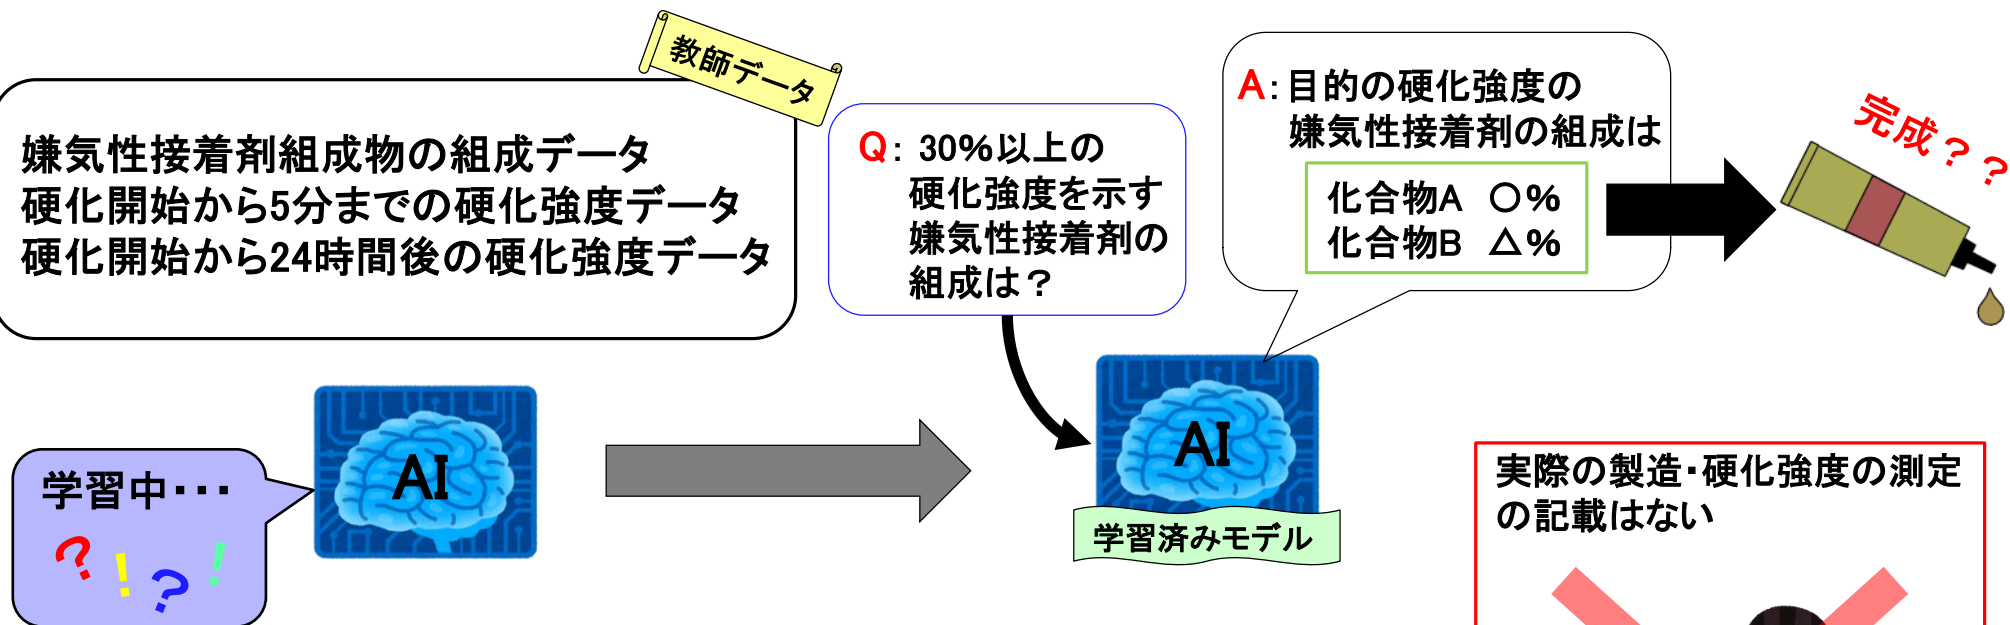 教師データ
嫌気性接着剤組成物の組成データ
硬化開始から5分までの硬化強度データ
硬化開始から24時間後の硬化強度データ
Q： 30%以上の
硬化強度を示す
嫌気性接着剤の
組成は？
A：目的の硬化強度の
嫌気性接着剤の組成は
化合物A　〇%
化合物B　△%
完成？？
学習中・・・
？！？！
AI
AI
学習済みモデル
実際の製造・硬化強度の測定
の記載はない